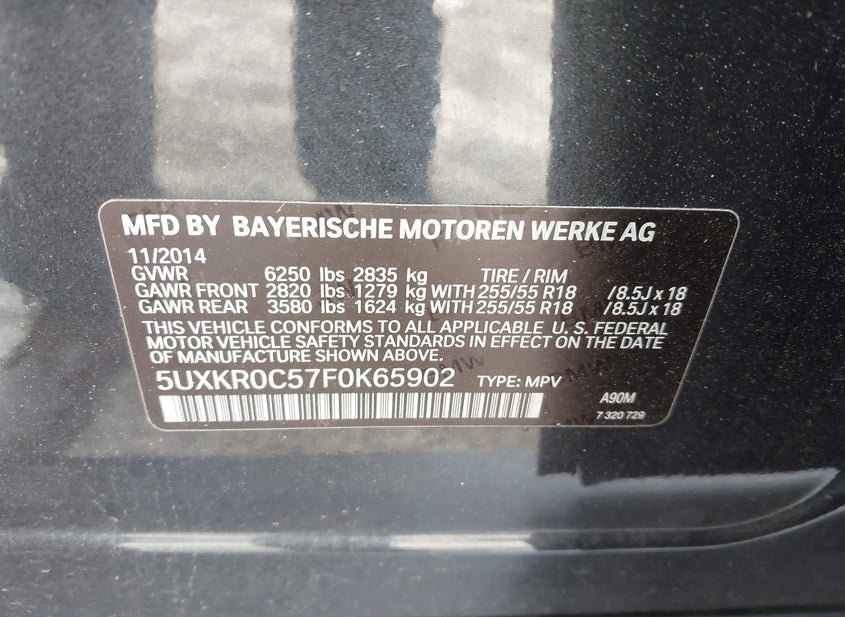 MFD BY BAYERISCHE MOTOREN WERKE AG
11/2014
GVWR 6250 lbs 2835 kg TIRE / RIM
GAWR FRONT 2820 lbs 1279 kg WITH 255/55 R18 /8.5J x 18
GAWR REAR 3580 lbs 1624 kg WITH 255/55 R18 /8.5J x 18
THIS VEHICLE CONFORMS TO ALL APPLICABLE U. S. FEDERAL
MOTOR VEHICLE SAFETY STANDARDS IN EFFECT ON THE DATE
OF MANUFACTURE SHOWN ABOVE.
5UXKR0C57F0K65902 TYPE: MPV
A90M
7 320 729